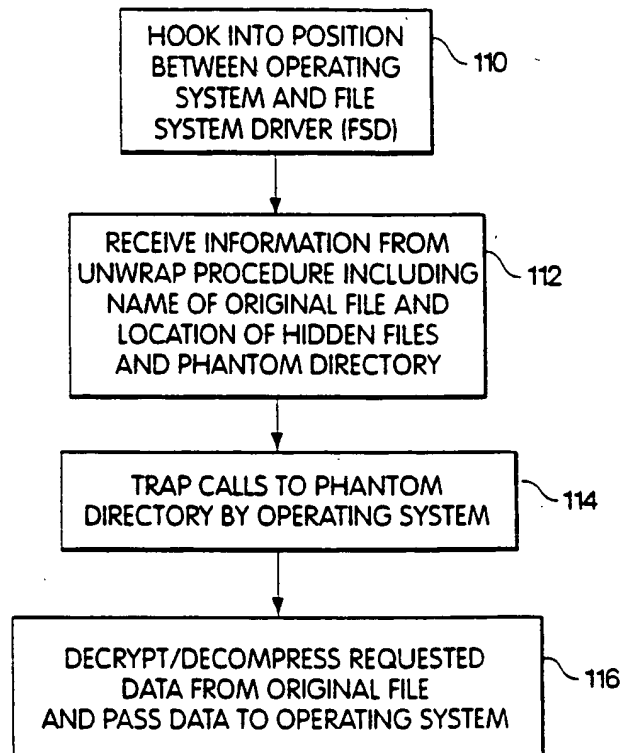 HOOK INTO POSITION
BETWEEN OPERATING
SYSTEM AND FILE
SYSTEM DRIVER (FSD)
110
RECEIVE INFORMATION FROM
UNWRAP PROCEDURE INCLUDING
NAME OF ORIGINAL FILE AND
LOCATION OF HIDDEN FILES
AND PHANTOM DIRECTORY
112
TRAP CALLS TO PHANTOM
DIRECTORY BY OPERATING SYSTEM
114
DECRYPT/DECOMPRESS REQUESTED
DATA FROM ORIGINAL FILE
AND PASS DATA TO OPERATING SYSTEM
116